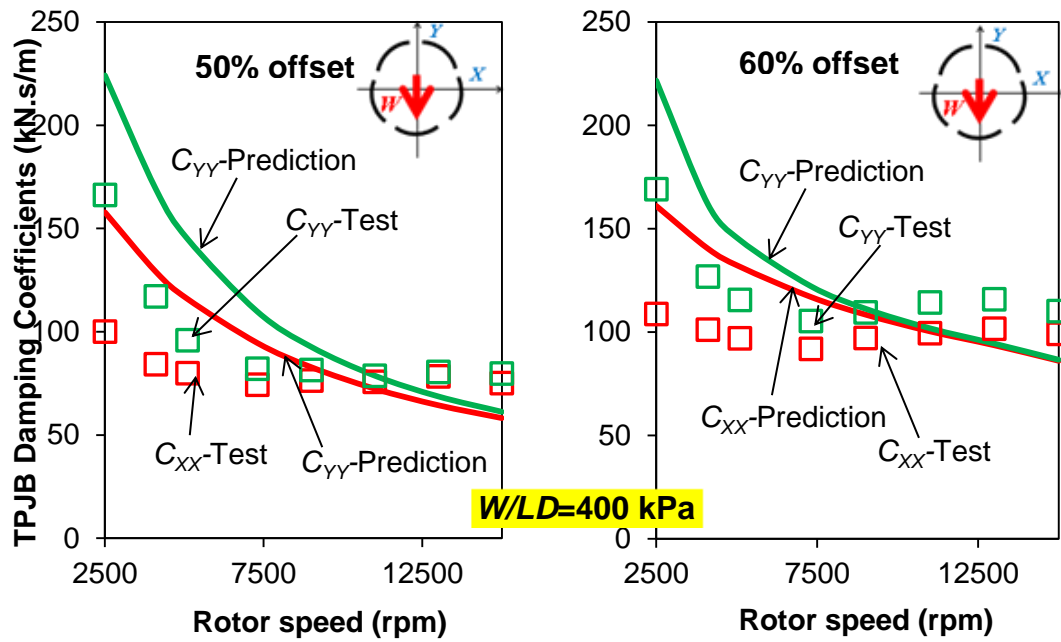 TPJB Damping Coefficients (kN.s/m)
250
200
150
100
50
0
2500
7500
12500
Rotor speed (rpm)
50% offset
Y
X
W
CYY-Prediction
CYY-Test
CXX-Test
CYY-Prediction
W/LD=400 kPa
250
200
150
100
50
0
2500
7500
12500
Rotor speed (rpm)
60% offset
Y
X
W
CYY-Prediction
CYY-Test
CXX-Prediction
CXX-Test